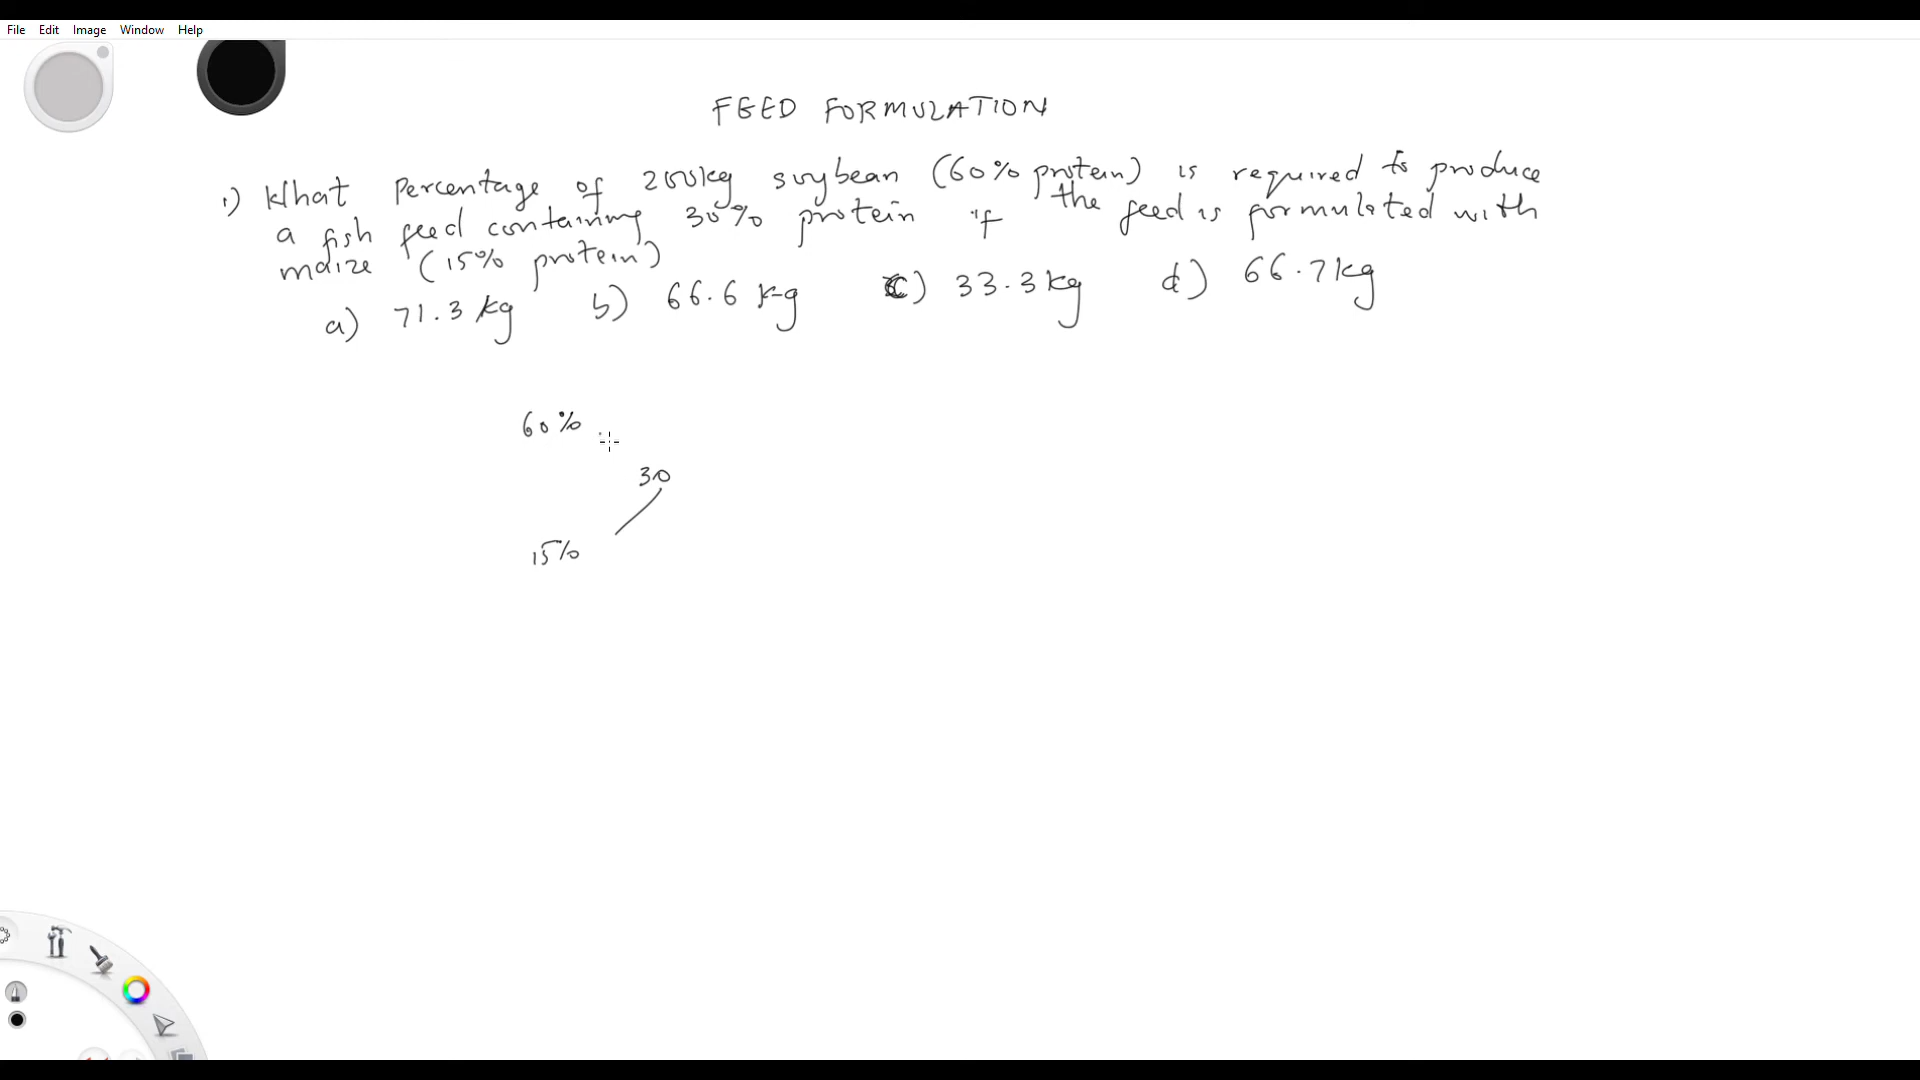 File Edit Image Window Help
FEED FORMULATION
1) What Percentage of 200kg soybean (60% protein) is required to produce
a fish feed containing 30% protein if the feed is formulated with
maize (15% protein)
a) 71.3 kg b) 66.6 kg c) 33.3 kg d) 66.7 kg
60%
30
15%